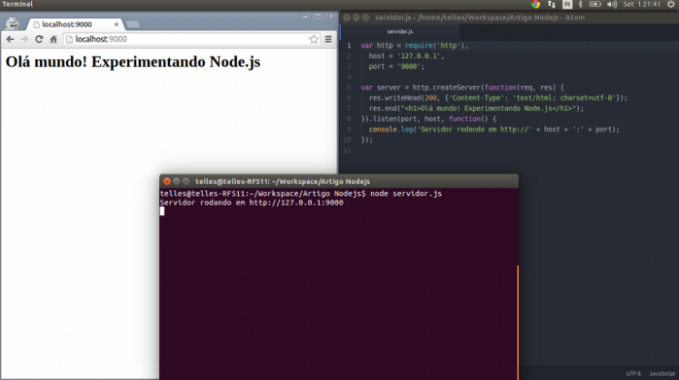 Terminal
Pt
Set 1 21:41
localhost:9000
localhost:9000
Olá mundo! Experimentando Node.js
servidor.js - /home/telles/Workspace/Artigo Nodejs - Atom
servidor.js
1 var http = require('http'),
2 host = '127.0.0.1',
3 port = '9000';
4
5 var server = http.createServer(function(req, res) {
6 res.writeHead(200, {'Content-Type': 'text/html; charset=utf-8'});
7 res.end("<h1>Olá mundo! Experimentando Node.js</h1>");
8 }).listen(port, host, function() {
9 console.log('Servidor rodando em http://' + host + ':' + port);
10 });
11
telles@telles-RF511: ~/Workspace/Artigo Nodejs
telles@telles-RF511:~/Workspace/Artigo Nodejs$ node servidor.js
Servidor rodando em http://127.0.0.1:9000
UTF-8 JavaScript